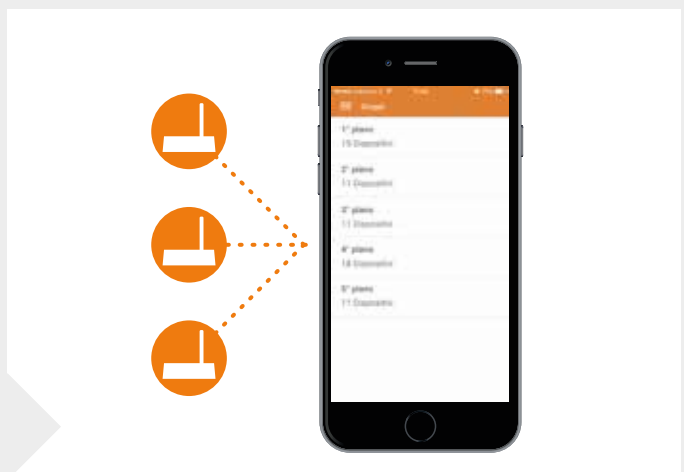 Gruppi
1° piano
15 Dispositivi
2° piano
11 Dispositivi
3° piano
11 Dispositivi
4° piano
18 Dispositivi
5° piano
11 Dispositivi